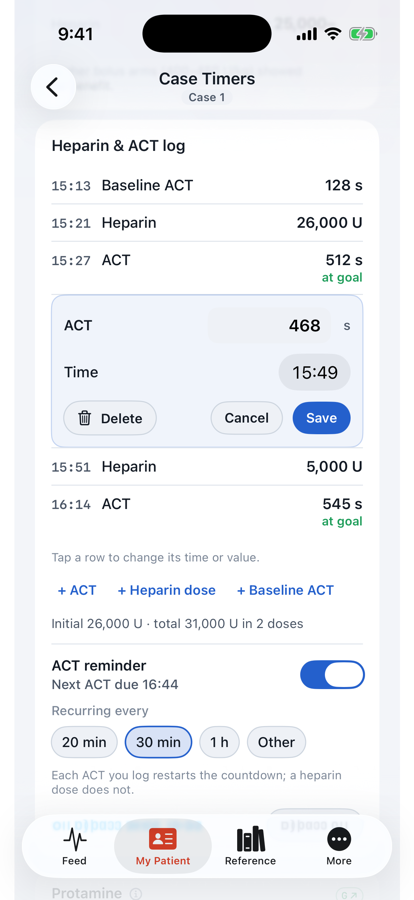 9:41
Case Timers
Case 1
Heparin & ACT log
15:13 Baseline ACT 128 s
15:21 Heparin 26,000 U
15:27 ACT 512 s
at goal
ACT 468 s
Time 15:49
Delete Cancel Save
15:51 Heparin 5,000 U
16:14 ACT 545 s
at goal
Tap a row to change its time or value.
+ ACT + Heparin dose + Baseline ACT
Initial 26,000 U · total 31,000 U in 2 doses
ACT reminder
Next ACT due 16:44
Recurring every
20 min 30 min 1 h Other
Each ACT you log restarts the countdown; a heparin
dose does not.
Feed My Patient Reference More
Protamine